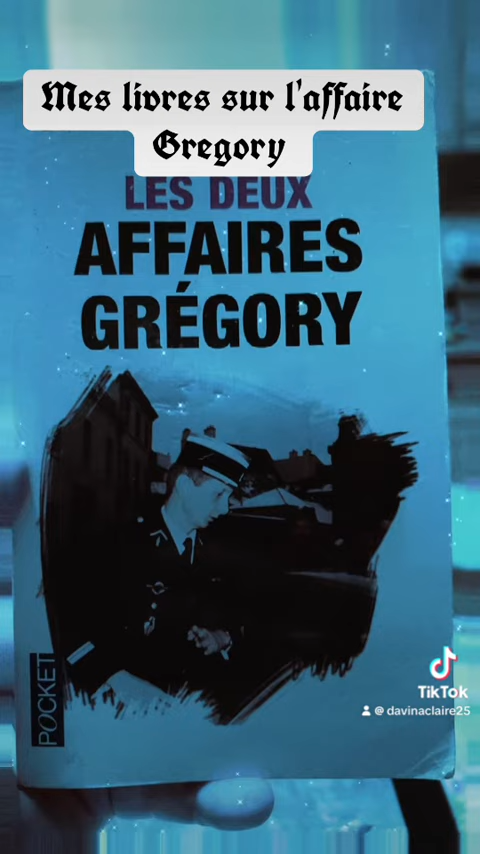 Mes livres sur l'affaire
Gregory
LES DEUX
AFFAIRES
GRÉGORY
POCKET
TikTok
@ davinaclaire25